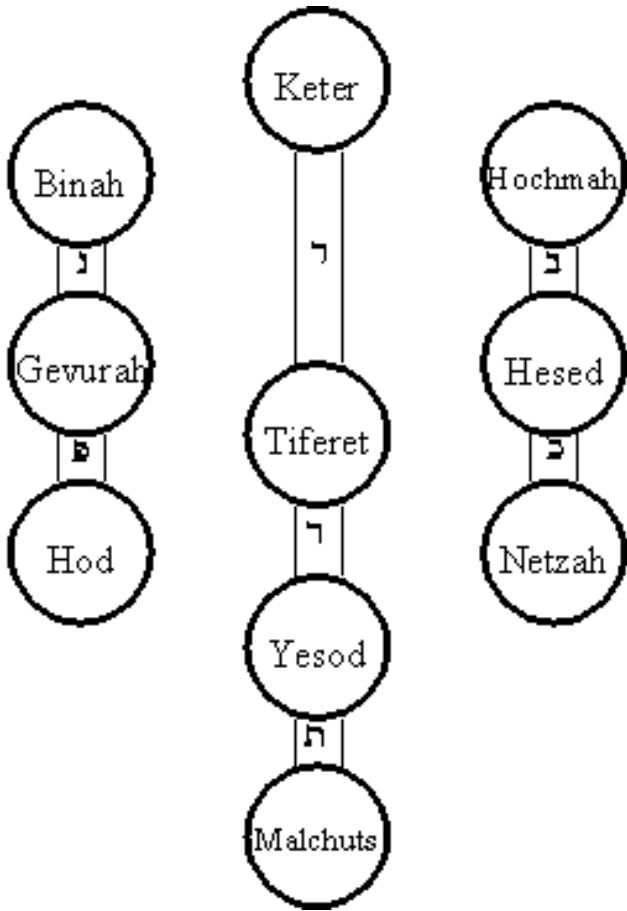 Keter
Binah
Hochmah
ד
ג
ב
Gevurah
Hesed
Tiferet
פּ
כ
ר
Hod
Netzah
Yesod
ת
Malchuts